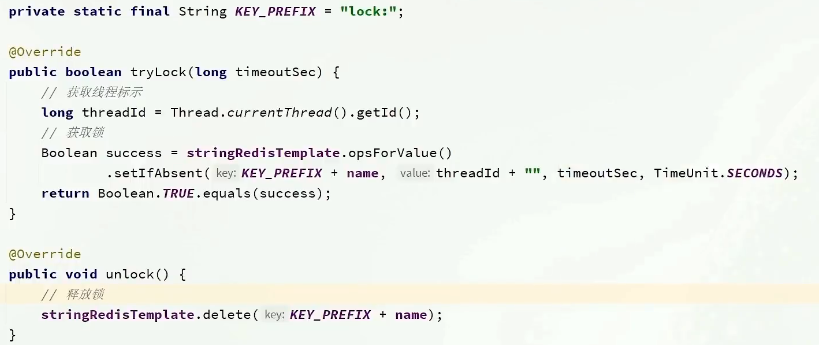 private static final String KEY_PREFIX = "lock:";
@Override
public boolean tryLock(long timeoutSec) {
// 获取线程标示
long threadId = Thread.currentThread().getId();
// 获取锁
Boolean success = stringRedisTemplate.opsForValue()
.setIfAbsent( key: KEY_PREFIX + name, value: threadId + "", timeoutSec, TimeUnit.SECONDS);
return Boolean.TRUE.equals(success);
}
@Override
public void unlock() {
// 释放锁
stringRedisTemplate.delete( key: KEY_PREFIX + name);
}